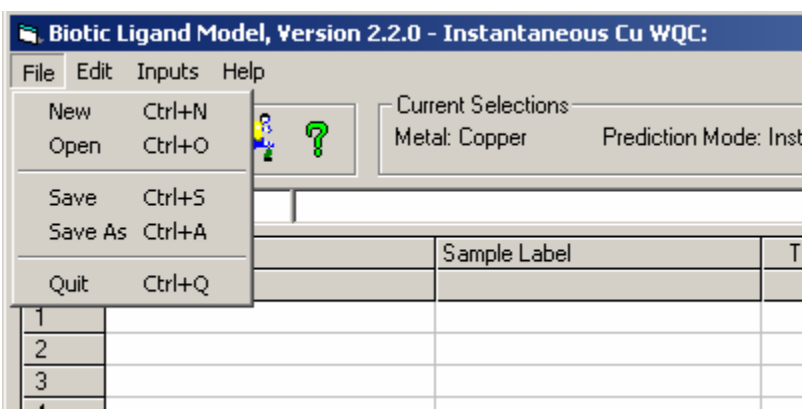 Biotic Ligand Model, Version 2.2.0 - Instantaneous Cu WQC:
File Edit Inputs Help
New Ctrl+N
Open Ctrl+O
Save Ctrl+S
Save As Ctrl+A
Quit Ctrl+Q
?
Current Selections
Metal: Copper Prediction Mode: Inst
Sample Label T
1
2
3